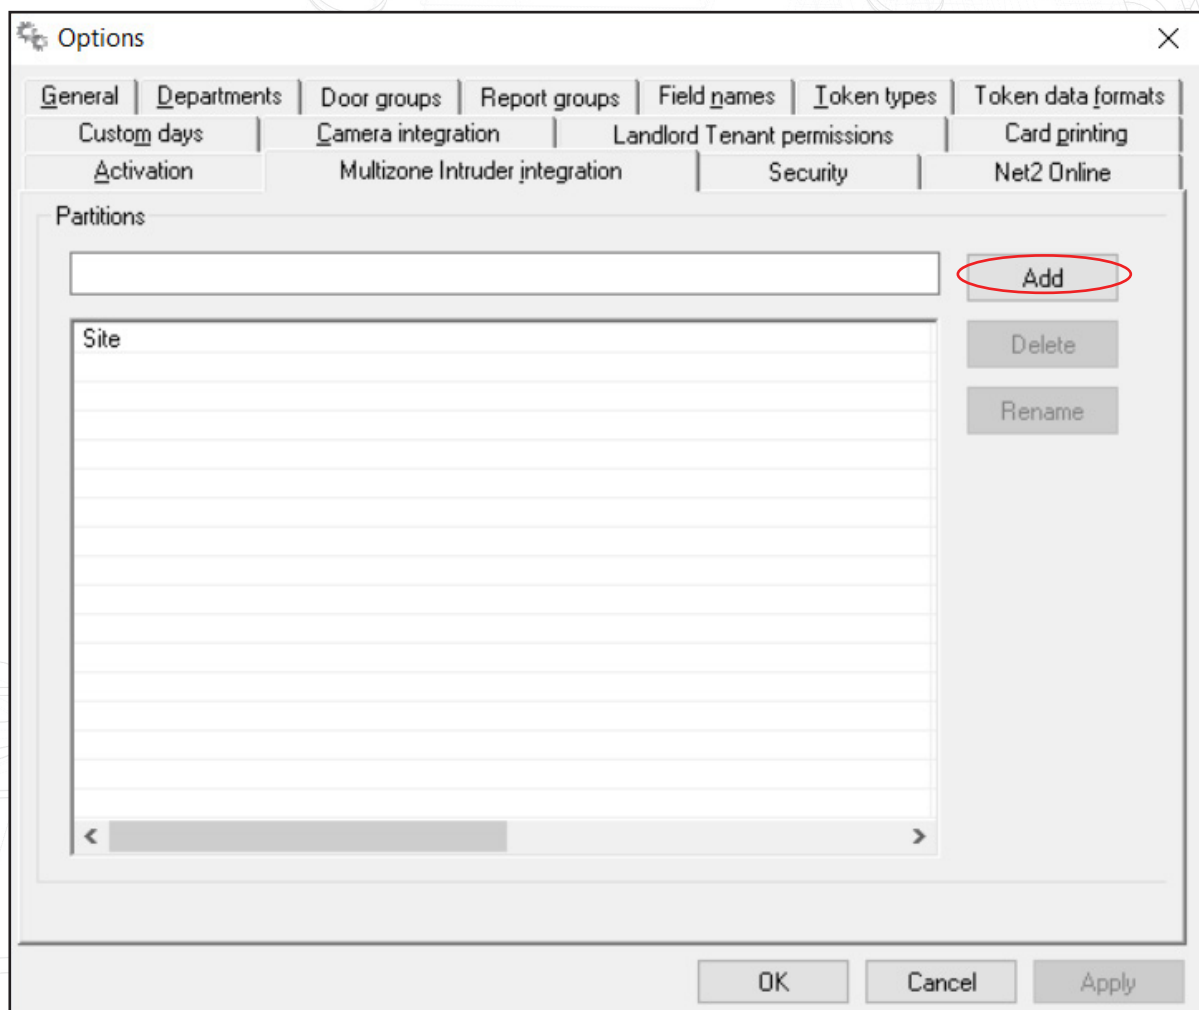 Options
General Departments Door groups Report groups Field names Token types Token data formats
Custom days Camera integration Landlord Tenant permissions Card printing
Activation Multizone Intruder integration Security Net2 Online
Partitions
Add
Site
Delete
Rename
OK Cancel Apply